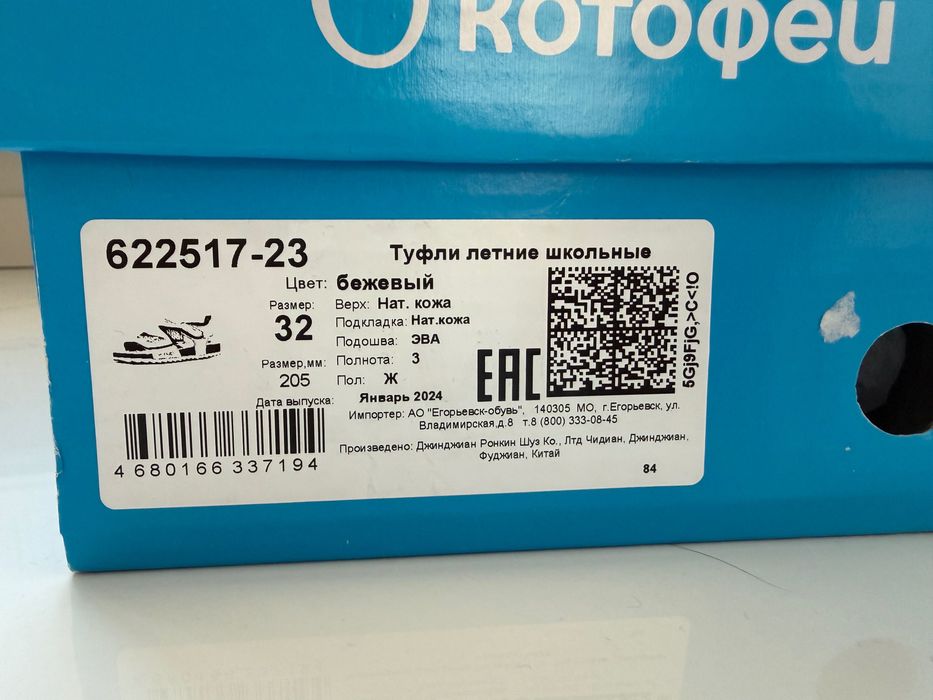 котофей
622517-23
Туфли летние школьные
Цвет: бежевый
Размер:
32
Размер,мм:
205
Верх: Нат. кожа
Подкладка: Нат.кожа
Подошва: ЭВА
Полнота: 3
Пол: Ж
Дата выпуска: Январь 2024
EAC
5Gj9FjG,>C<!O
Импортер: АО "Егорьевск-обувь", 140305 МО, г.Егорьевск, ул.
Владимирская,д.8 т.8 (800) 333-08-45
Произведено: Джинджиан Ронкин Шуз Ко., Лтд Чидиан, Джинджиан,
Фуджиан, Китай
84
4 680166 337194